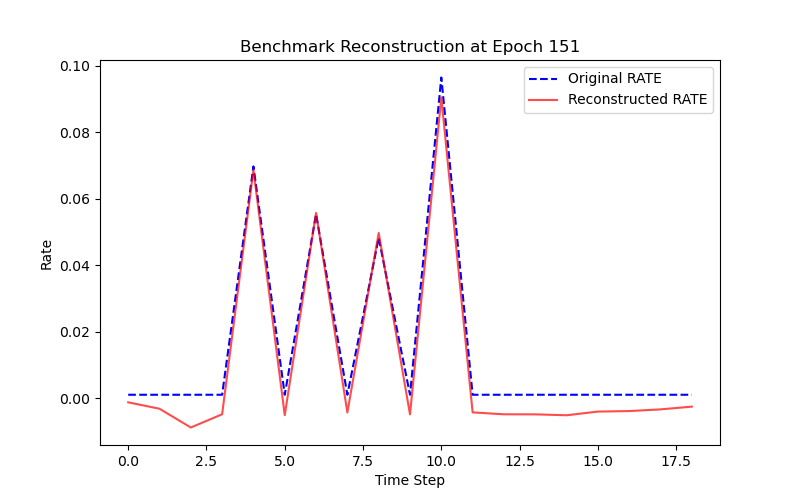 Benchmark Reconstruction at Epoch 151
Original RATE
Reconstructed RATE
Rate
0.10
0.08
0.06
0.04
0.02
0.00
0.0 2.5 5.0 7.5 10.0 12.5 15.0 17.5
Time Step